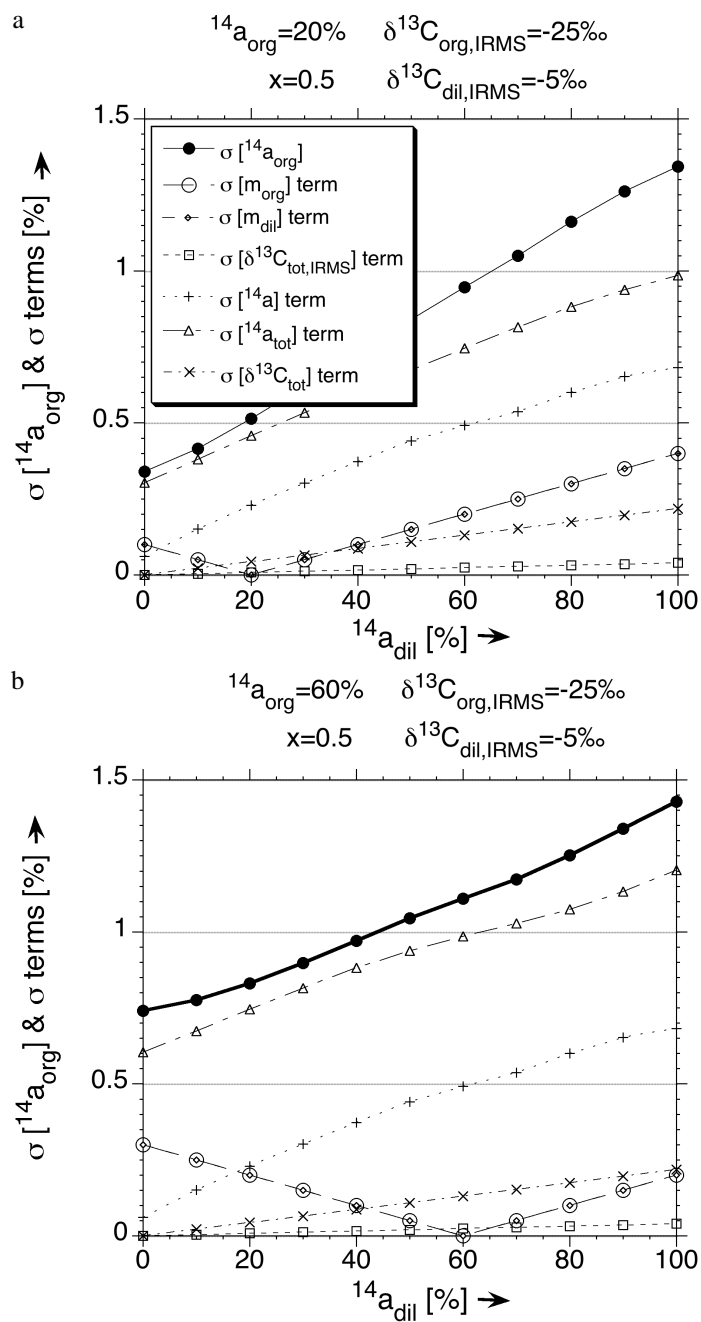 a
¹⁴a_org=20% δ¹³C_org,IRMS=-25‰
x=0.5 δ¹³C_dil,IRMS=-5‰
σ [¹⁴a_org] & σ terms [%]
1.5
1
0.5
0
σ [¹⁴a_org]
σ [m_org] term
σ [m_dil] term
σ [δ¹³C_tot,IRMS] term
σ [¹⁴a] term
σ [¹⁴a_tot] term
σ [δ¹³C_tot] term
0 20 40 60 80 100
¹⁴a_dil [%]
b
¹⁴a_org=60% δ¹³C_org,IRMS=-25‰
x=0.5 δ¹³C_dil,IRMS=-5‰
σ [¹⁴a_org] & σ terms [%]
1.5
1
0.5
0
0 20 40 60 80 100
¹⁴a_dil [%]